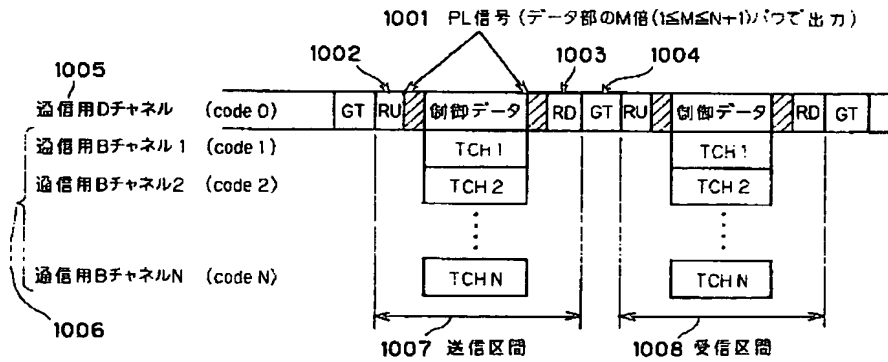 1001 PL信号 (データ部のM倍(1≦M≦N+1)パワで出力)
1002 1003 1004
1005
通信用Dチャネル (code 0) GT RU 制御データ RD GT RU 制御データ RD GT
通信用Bチャネル1 (code 1) TCH 1 TCH 1
通信用Bチャネル2 (code 2) TCH 2 TCH 2
通信用BチャネルN (code N) TCH N TCH N
1006
1007 送信区間 1008 受信区間